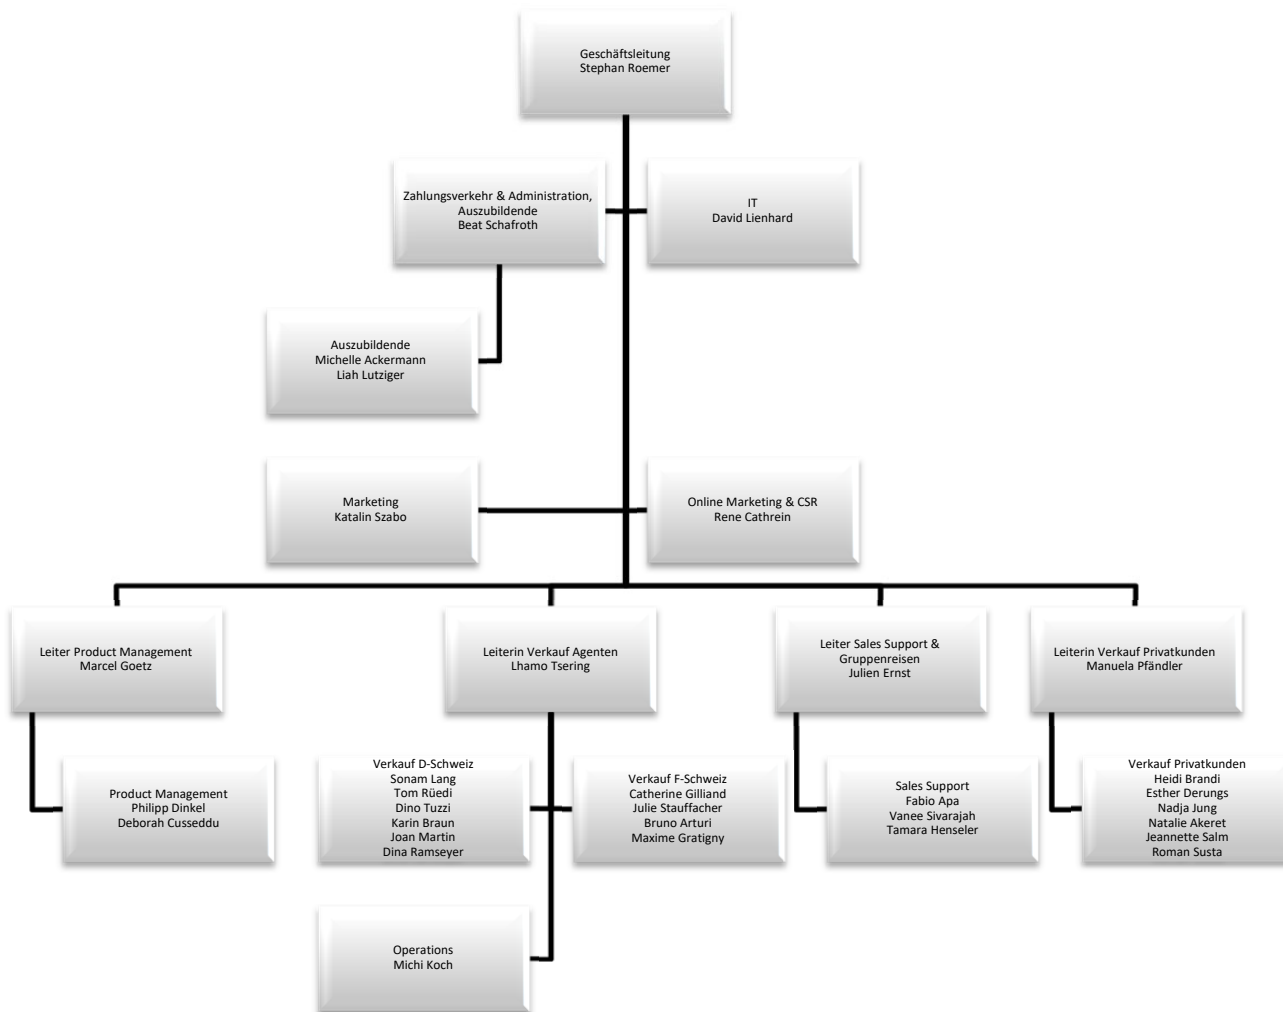 Geschäftsleitung
Stephan Roemer
Zahlungsverkehr & Administration,
Auszubildende
Beat Schafroth
IT
David Lienhard
Auszubildende
Michelle Ackermann
Liah Lutziger
Marketing
Katalin Szabo
Online Marketing & CSR
Rene Cathrein
Leiter Product Management
Marcel Goetz
Leiterin Verkauf Agenten
Lhamo Tsering
Leiter Sales Support &
Gruppenreisen
Julien Ernst
Leiterin Verkauf Privatkunden
Manuela Pfändler
Product Management
Philipp Dinkel
Deborah Cusseddu
Verkauf D-Schweiz
Sonam Lang
Tom Rüedi
Dino Tuzzi
Karin Braun
Joan Martin
Dina Ramseyer
Verkauf F-Schweiz
Catherine Gilliand
Julie Stauffacher
Bruno Arturi
Maxime Gratigny
Sales Support
Fabio Apa
Vanee Sivarajah
Tamara Henseler
Verkauf Privatkunden
Heidi Brandi
Esther Derungs
Nadja Jung
Natalie Akeret
Jeannette Salm
Roman Susta
Operations
Michi Koch